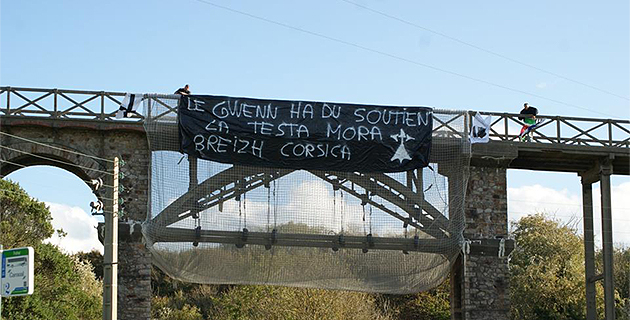 LE GWENN HA DU SOUTIEN
LA TESTA MORA
BREIZH CORSICA